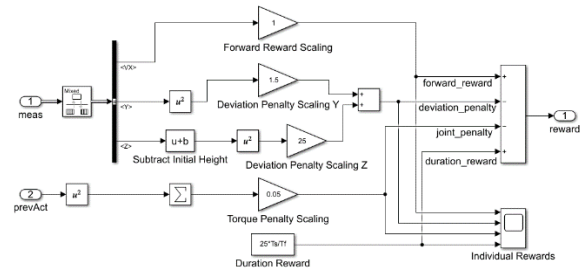 1
Forward Reward Scaling
Mixed
<VX>
forward_reward
+
1
meas
<Y>
u²
1.5
Deviation Penalty Scaling Y
+
+
deviation_penalty
−
joint_penalty
−
1
reward
<Z>
u+b
Subtract Initial Height
u²
25
Deviation Penalty Scaling Z
duration_reward
+
2
prevAct
u²
∑
0.05
Torque Penalty Scaling
25*Ts/Tf
Duration Reward
Individual Rewards